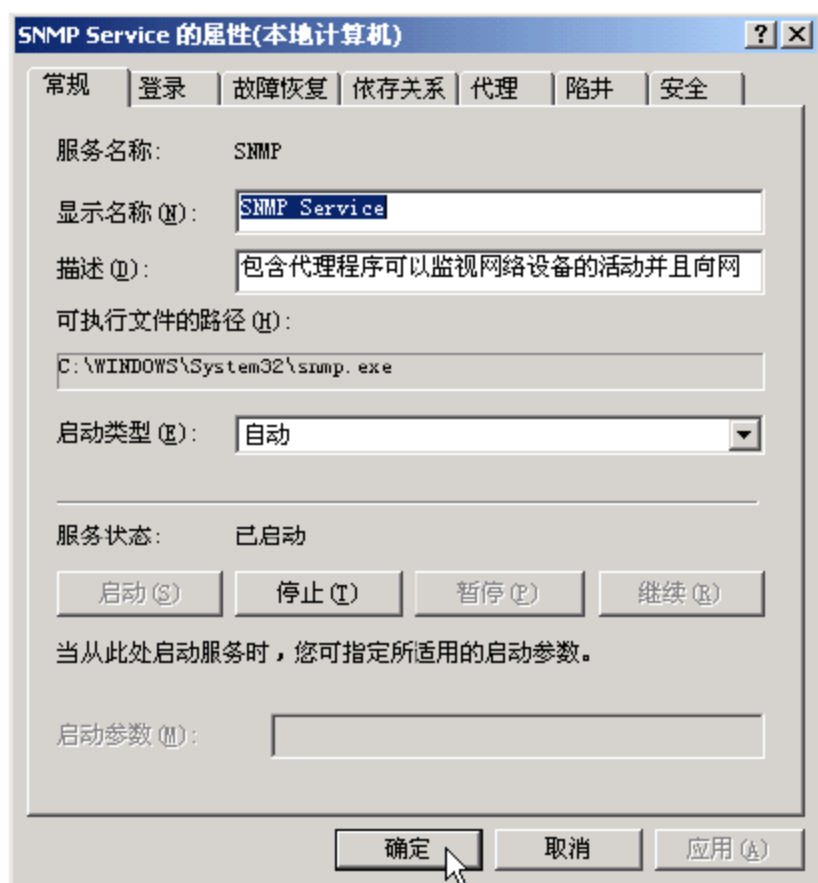 SNMP Service 的属性(本地计算机)
常规 登录 故障恢复 依存关系 代理 陷井 安全
服务名称: SNMP
显示名称(N): SNMP Service
描述(D): 包含代理程序可以监视网络设备的活动并且向网
可执行文件的路径(H):
C:\WINDOWS\System32\snmp.exe
启动类型(E): 自动
服务状态: 已启动
启动(S) 停止(T) 暂停(P) 继续(R)
当从此处启动服务时，您可指定所适用的启动参数。
启动参数(M):
确定 取消 应用(A)